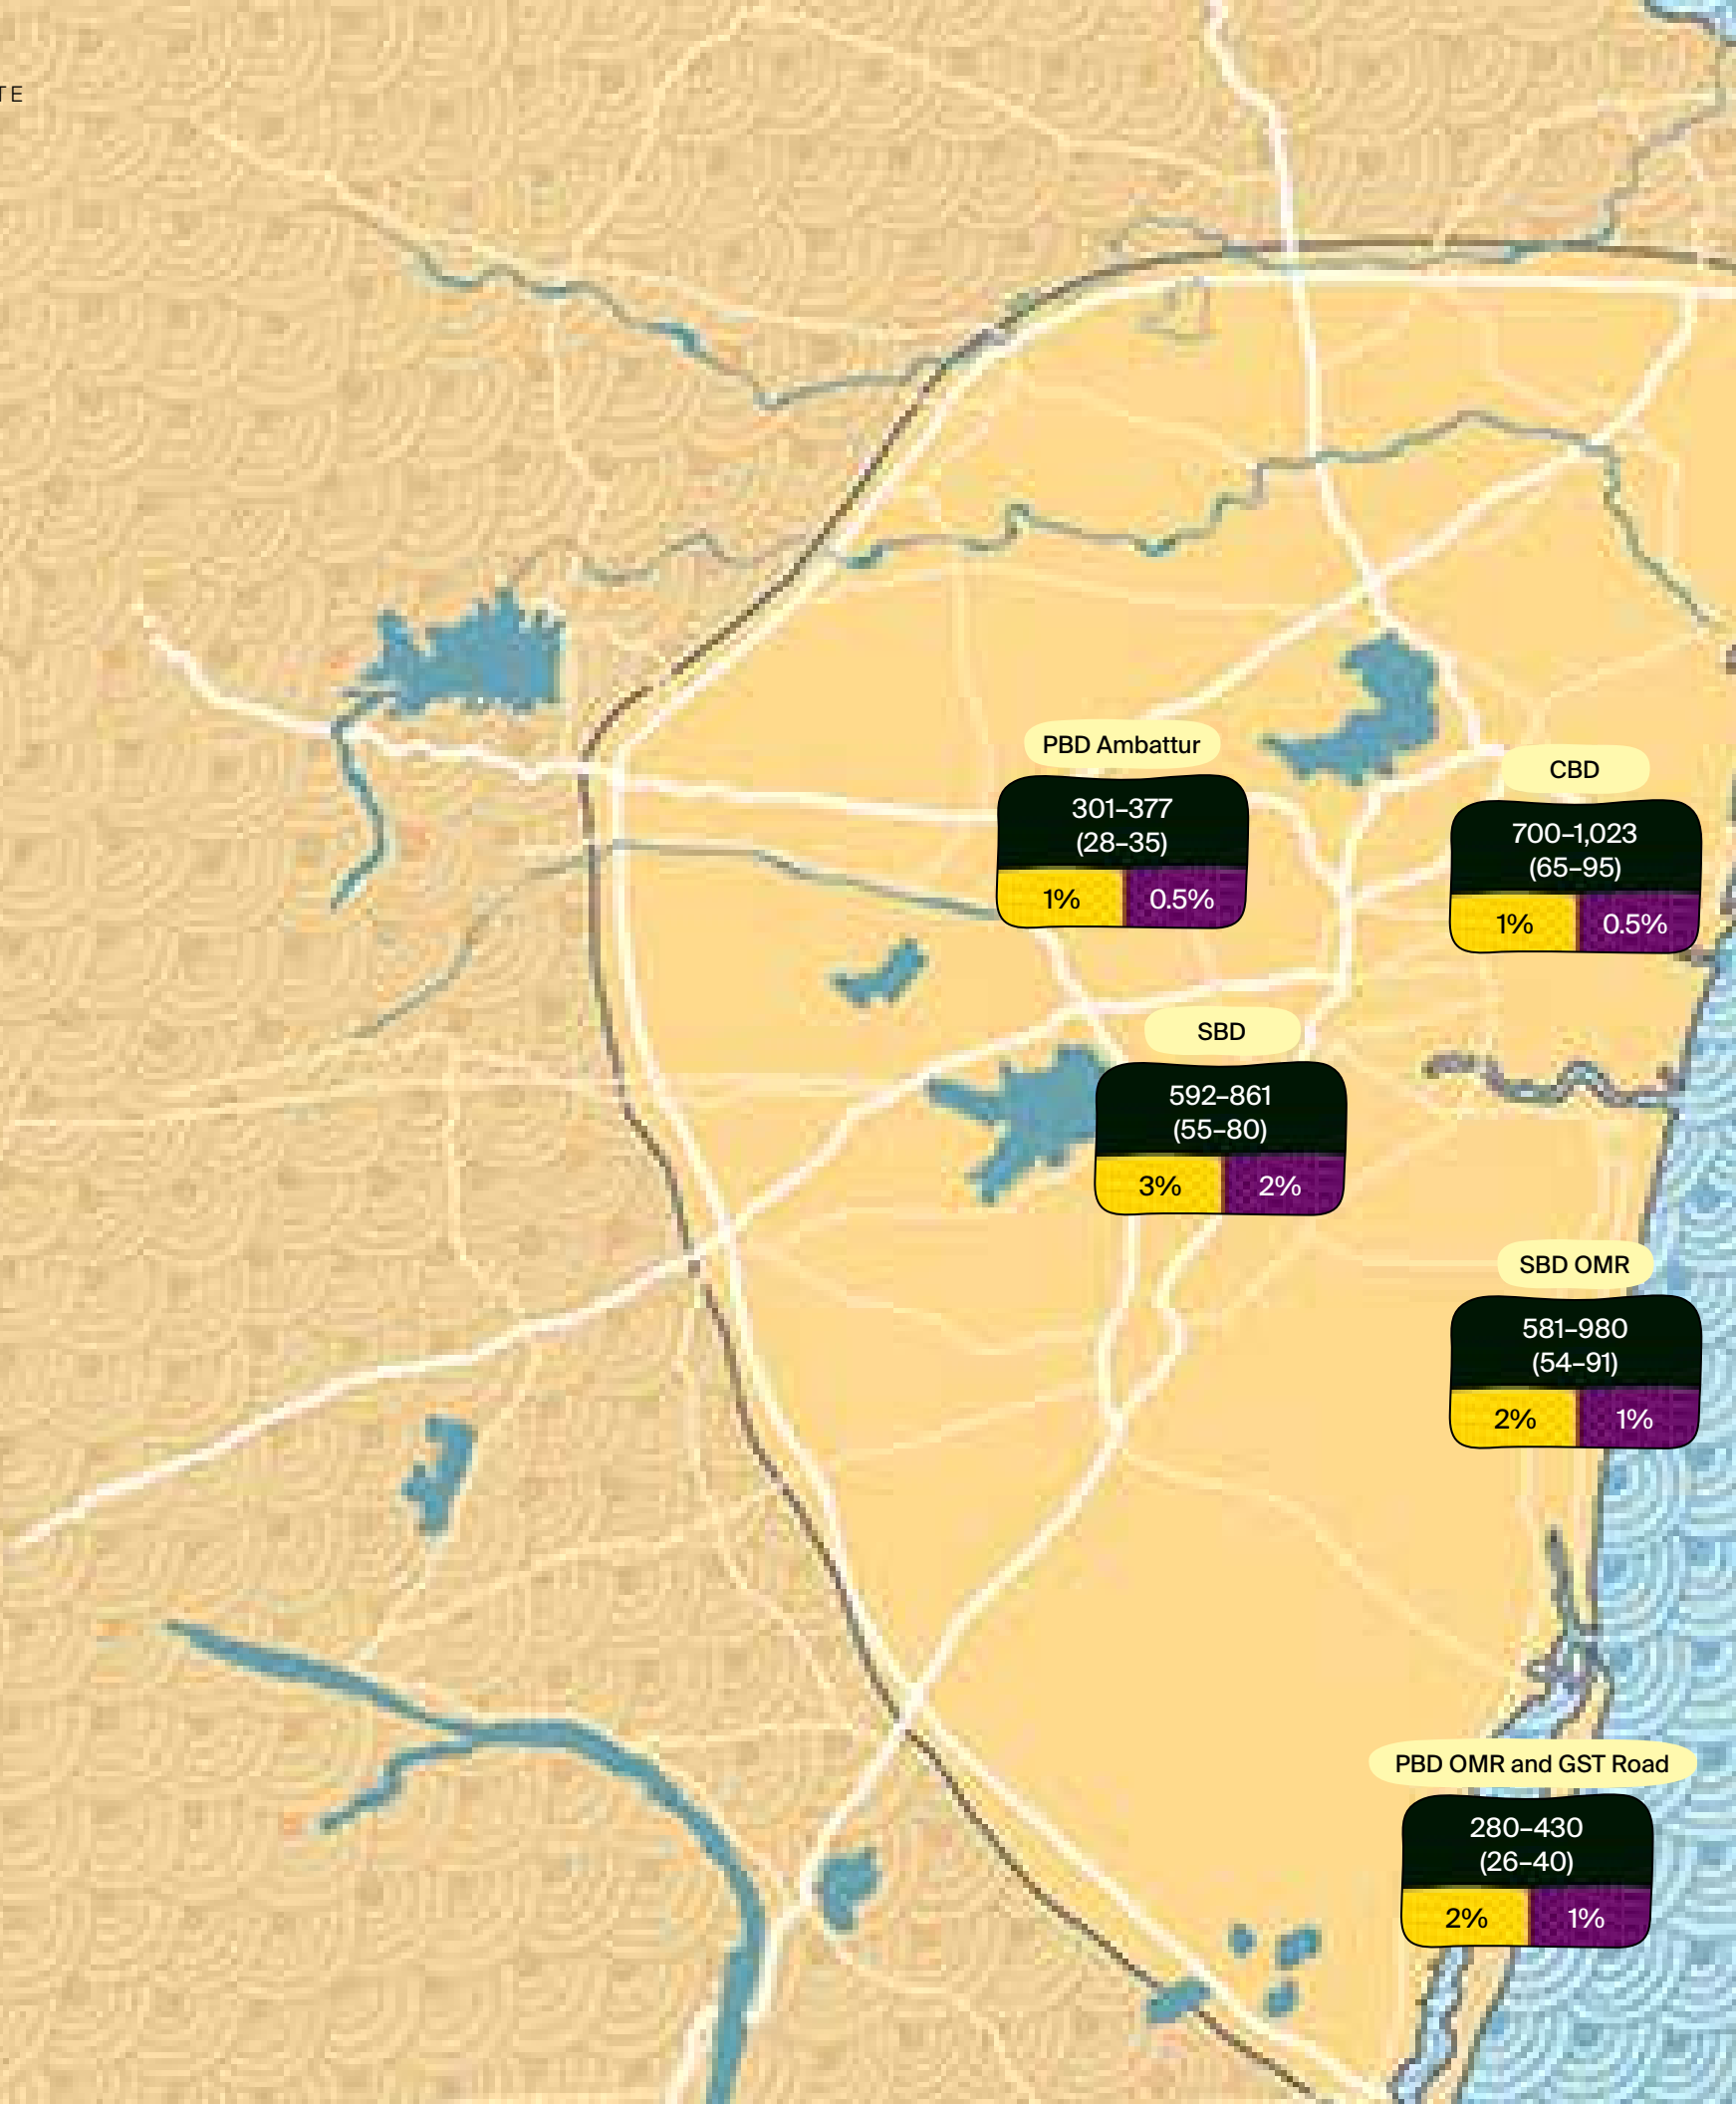 TE
PBD Ambattur
301–377
(28–35)
1% 0.5%
CBD
700–1,023
(65–95)
1% 0.5%
SBD
592–861
(55–80)
3% 2%
SBD OMR
581–980
(54–91)
2% 1%
PBD OMR and GST Road
280–430
(26–40)
2% 1%